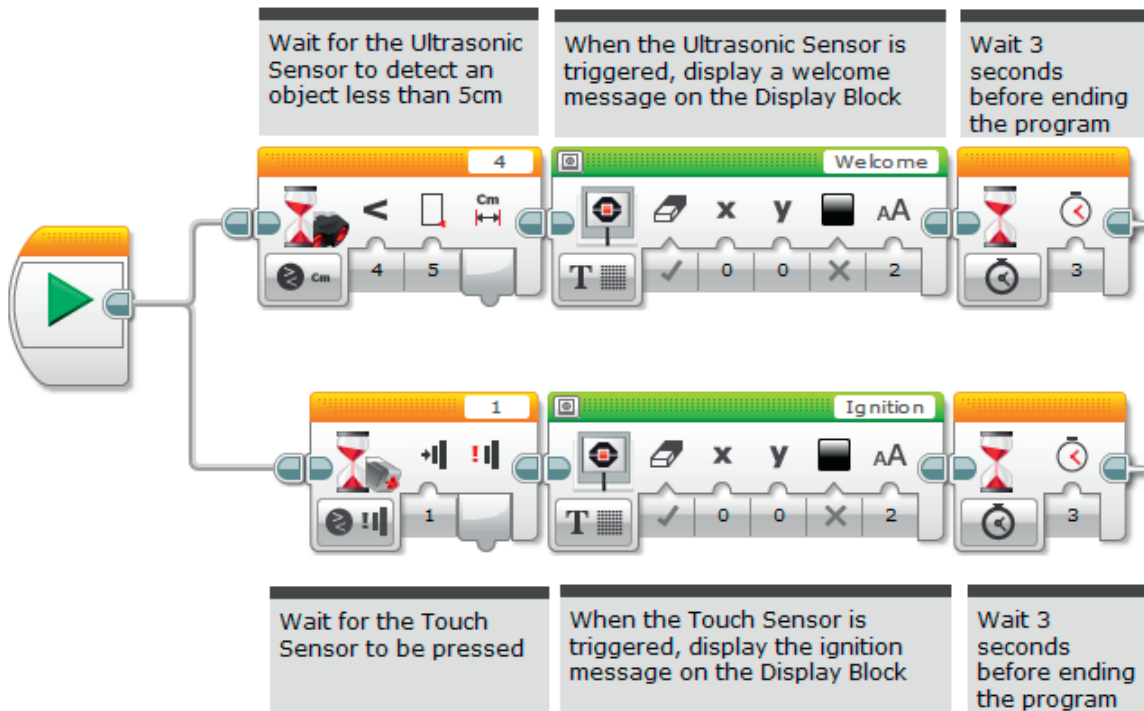 Wait for the Ultrasonic
Sensor to detect an
object less than 5cm
When the Ultrasonic Sensor is
triggered, display a welcome
message on the Display Block
Wait 3
seconds
before ending
the program
4
Welcome
< Cm
x y AA
Cm 4 5
T 0 0 2
3
1
Ignition
! x y AA
! 1
T 0 0 2
3
Wait for the Touch
Sensor to be pressed
When the Touch Sensor is
triggered, display the ignition
message on the Display Block
Wait 3
seconds
before ending
the program